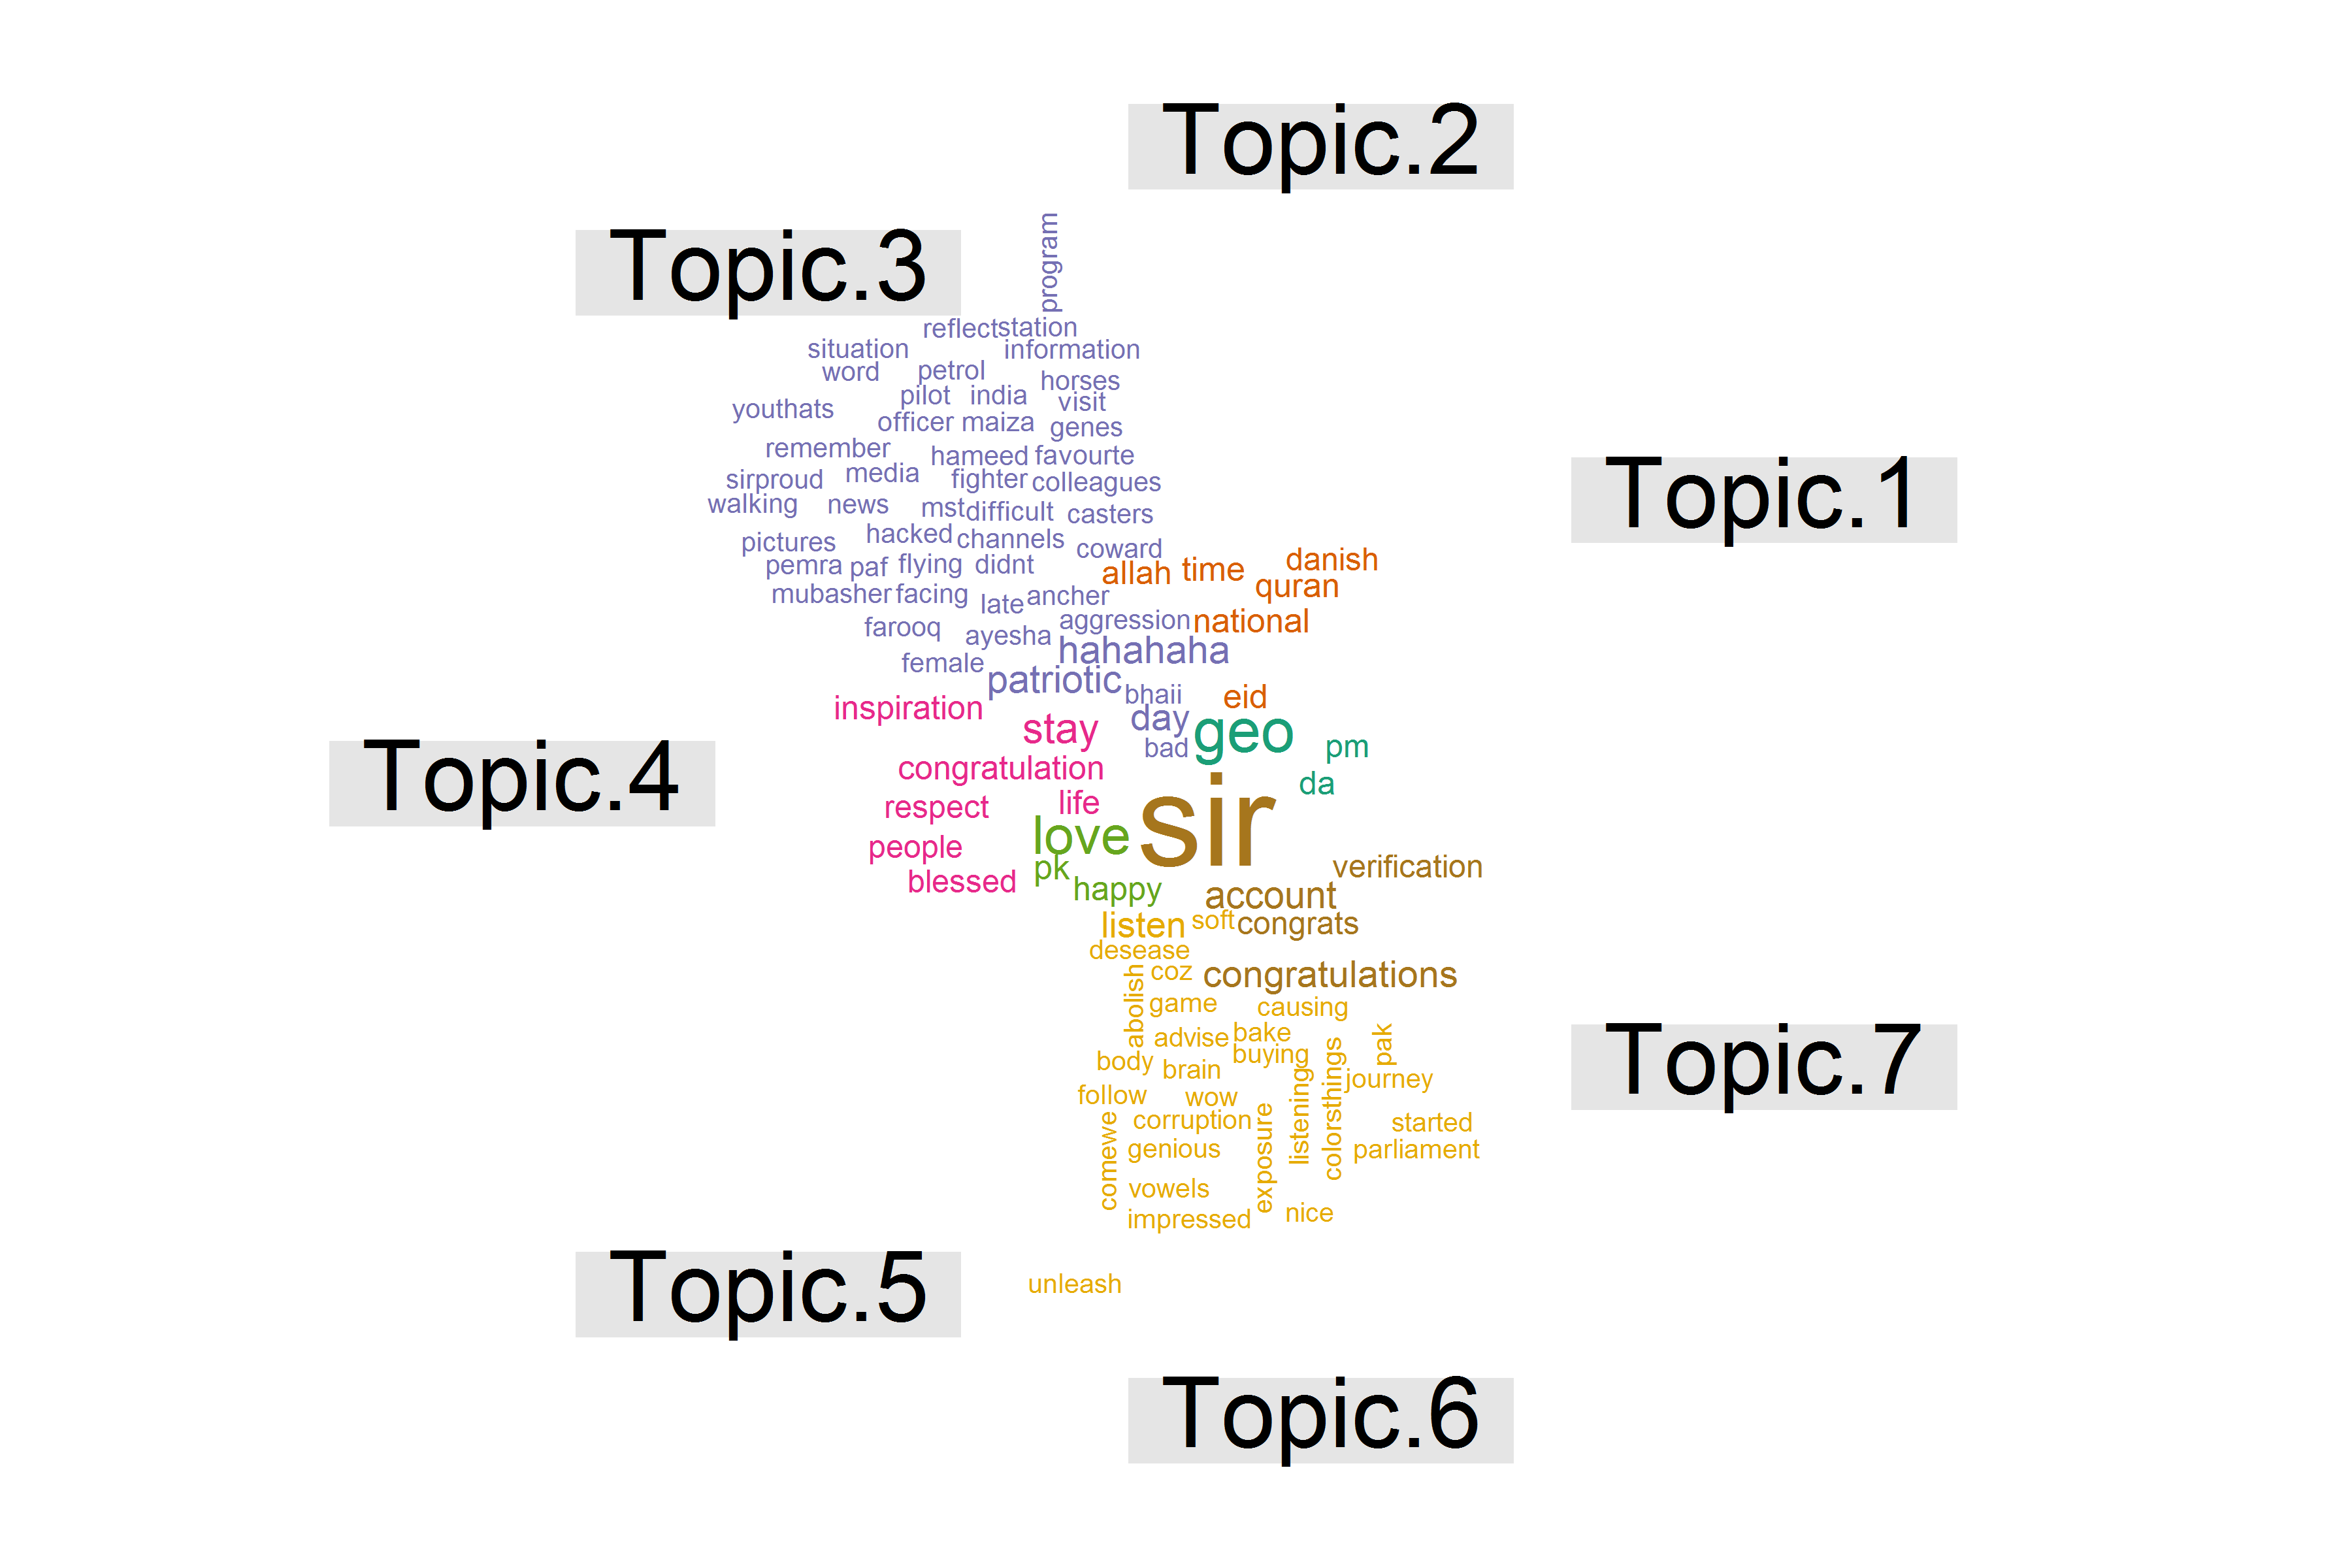 Topic.2
program
Topic.3
reflect station
situation information
word petrol horses
pilot india visit
youthats officer maiza genes
remember hameed favourte
sirproud media fighter colleagues
walking news mst difficult casters
pictures hacked channels coward
Topic.1
pemra paf flying didnt allah time danish
mubasher facing late ancher quran
farooq ayesha aggression national
female hahahaha
patriotic bhaii eid
inspiration stay day geo pm
bad
Topic.4
congratulation da
respect life sir
people love
pk verification
blessed happy account
listen soft congrats
desease
coz congratulations
abolish game causing
advise bake pak
Topic.7
body brain buying
follow wow listening colorsthings journey
comewe corruption exposure started
genious parliament
vowels
impressed nice
Topic.5
unleash
Topic.6